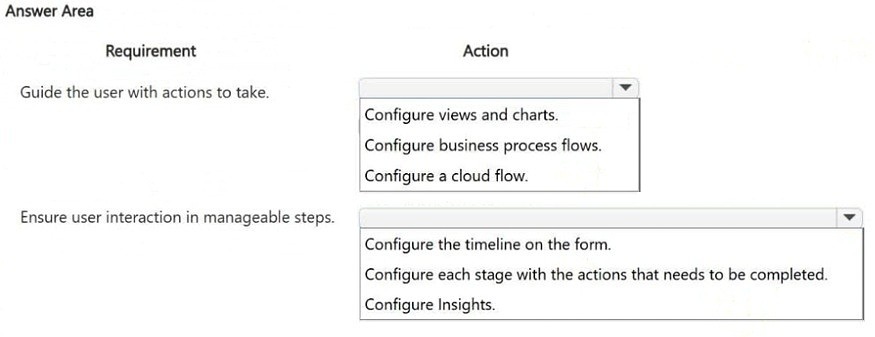 Answer Area
Requirement Action
Guide the user with actions to take.
Configure views and charts.
Configure business process flows.
Configure a cloud flow.
Ensure user interaction in manageable steps.
Configure the timeline on the form.
Configure each stage with the actions that needs to be completed.
Configure Insights.